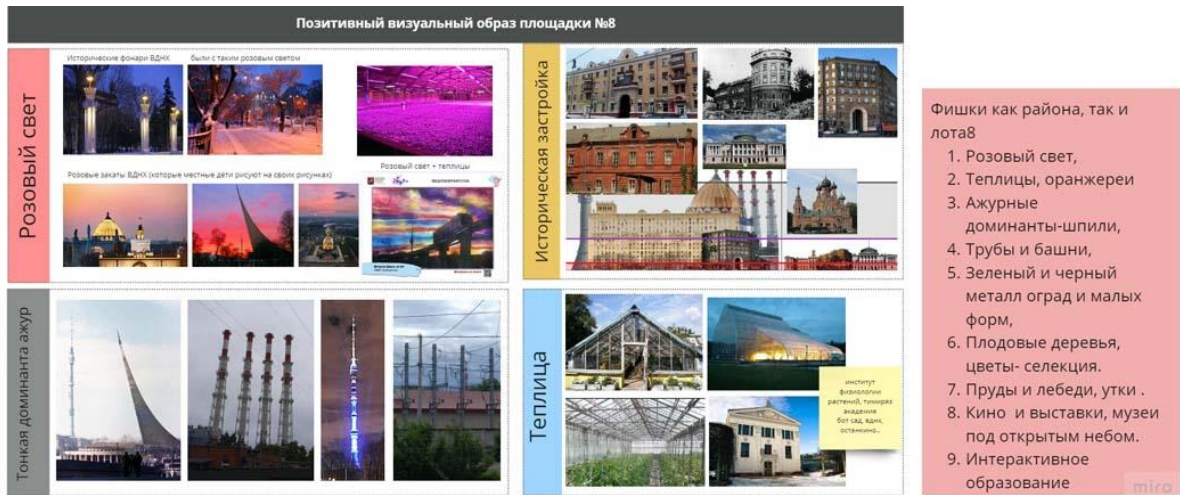 Позитивный визуальный образ площадки №8
Розовый свет
Исторические фонари ВДНХ
были с таким розовым светом
Розовый свет + теплицы
Розовые закаты ВДНХ (которые местные дети рисуют на своих рисунках)
Историческая застройка
Тонкая доминанта ажур
Теплица
институт
физиологии
растений, тимиряз
академия
бот сад, вднх,
останкино..
Фишки как района, так и
лота8
1. Розовый свет,
2. Теплицы, оранжереи
3. Ажурные
доминанты-шпили,
4. Трубы и башни,
5. Зеленый и черный
металл оград и малых
форм,
6. Плодовые деревья,
цветы- селекция.
7. Пруды и лебеди, утки .
8. Кино и выставки, музеи
под открытым небом.
9. Интерактивное
образование
miro